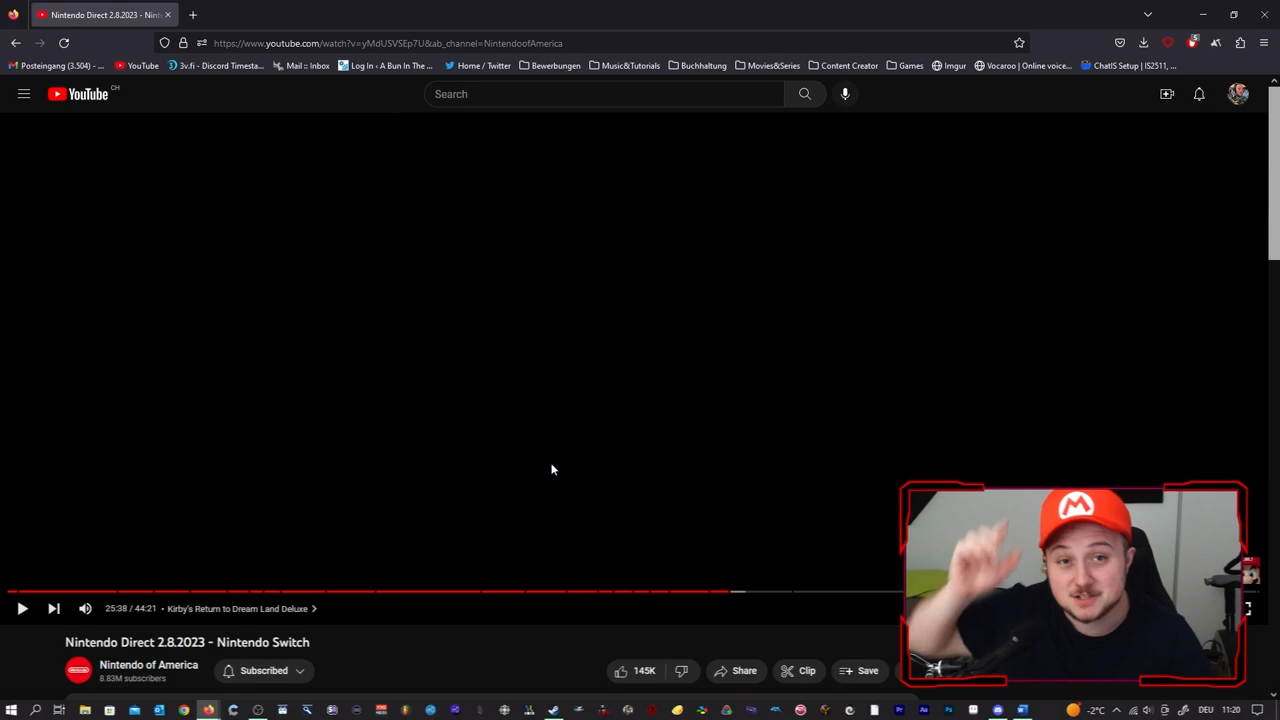 Nintendo Direct 2.8.2023 - Nint
https://www.youtube.com/watch?v=yMdUSVSEp7U&ab_channel=NintendoofAmerica
5
Posteingang (3.504) - ...
YouTube
3v.fi - Discord Timesta...
Mail :: Inbox
Log In ‹ A Bun In The ...
Home / Twitter
Bewerbungen
Music&Tutorials
Buchhaltung
Movies&Series
Content Creator
Games
Imgur
Vocaroo | Online voice...
ChatIS Setup | IS2511, ...
YouTube CH
Search
M
25:38 / 44:21 • Kirby's Return to Dream Land Deluxe
Nintendo Direct 2.8.2023 - Nintendo Switch
Nintendo of America
8.83M subscribers
Subscribed
145K
Share
Clip
Save
-2°C
DEU
11:20